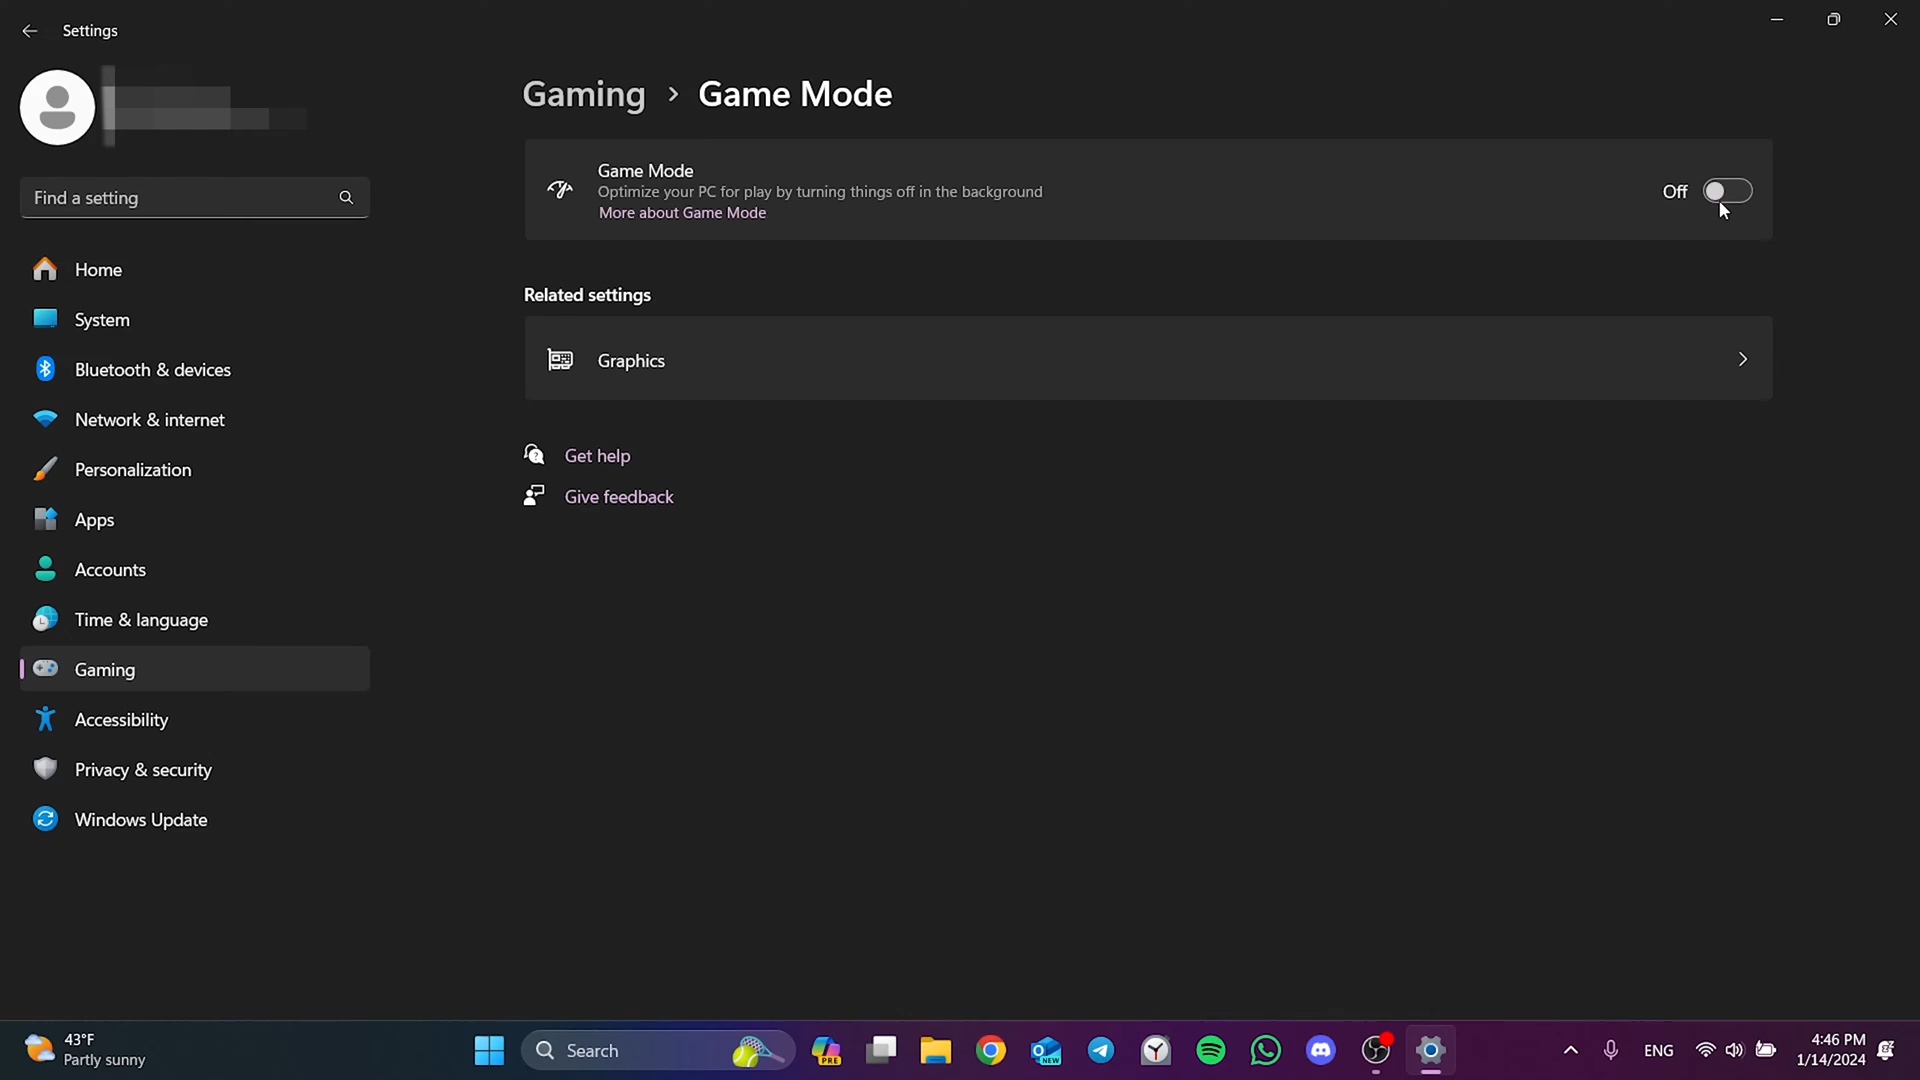 Settings
Find a setting
Home
System
Bluetooth & devices
Network & internet
Personalization
Apps
Accounts
Time & language
Gaming
Accessibility
Privacy & security
Windows Update
Gaming > Game Mode
Game Mode
Optimize your PC for play by turning things off in the background
More about Game Mode
Off
Related settings
Graphics
Get help
Give feedback
43°F
Partly sunny
Search
PRE
NEW
ENG
4:46 PM
1/14/2024